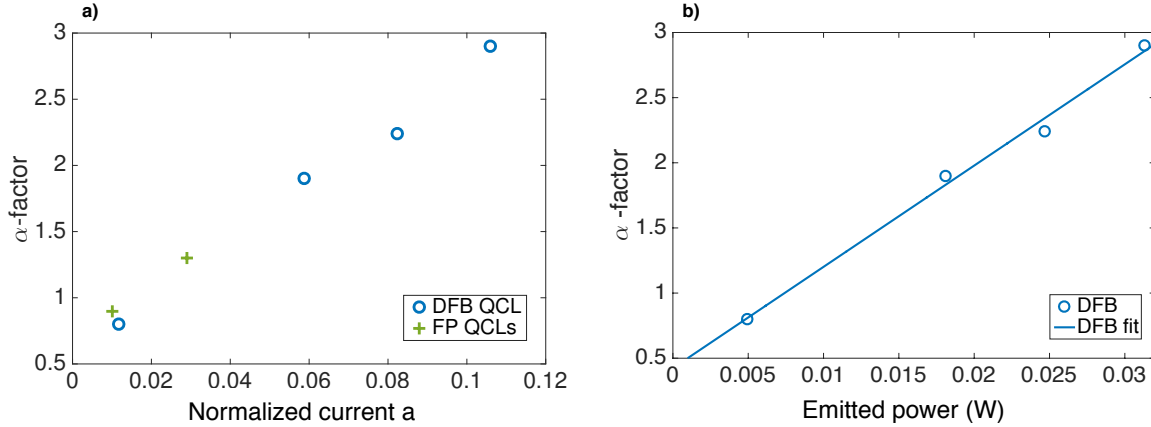 a)
3
2.5
2
1.5
1
0.5
α-factor
0 0.02 0.04 0.06 0.08 0.1 0.12
Normalized current a
DFB QCL
FP QCLs
b)
3
2.5
2
1.5
1
0.5
α -factor
0 0.005 0.01 0.015 0.02 0.025 0.03
Emitted power (W)
DFB
DFB fit